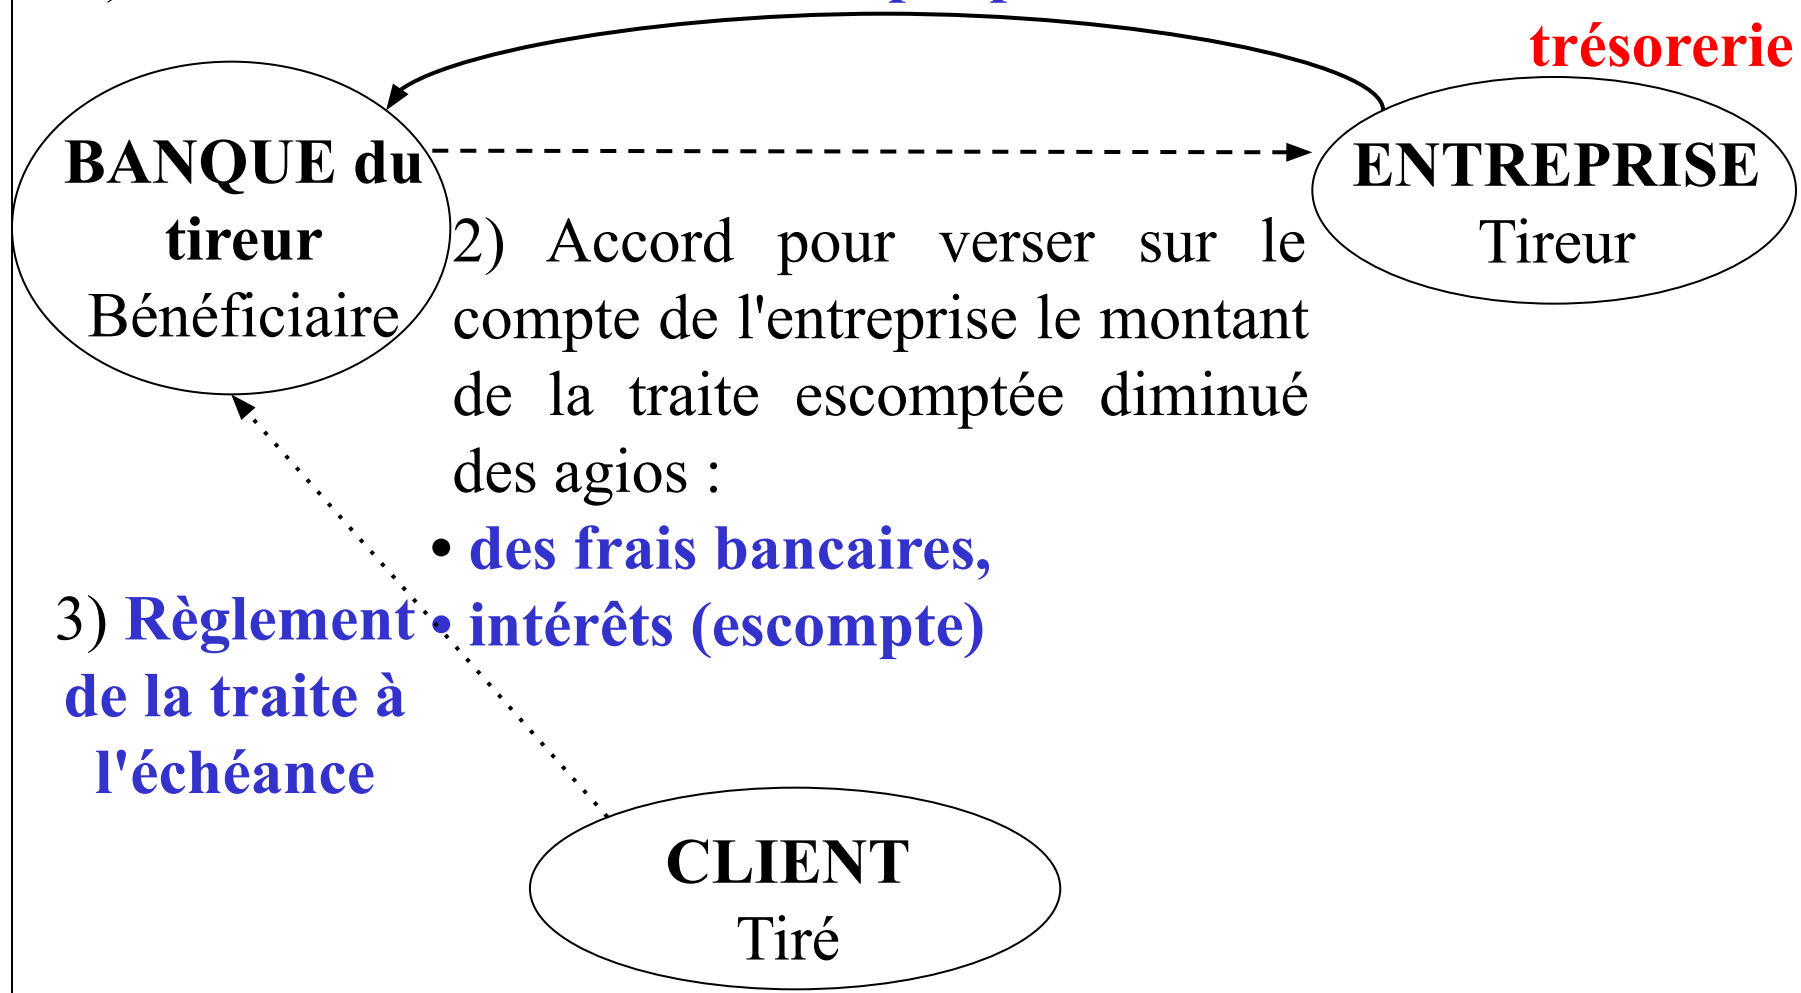 trésorerie
BANQUE du
tireur
Bénéficiaire
ENTREPRISE
Tireur
2) Accord pour verser sur le
compte de l'entreprise le montant
de la traite escomptée diminué
des agios :
• des frais bancaires,
• intérêts (escompte)
3) Règlement
de la traite à
l'échéance
CLIENT
Tiré